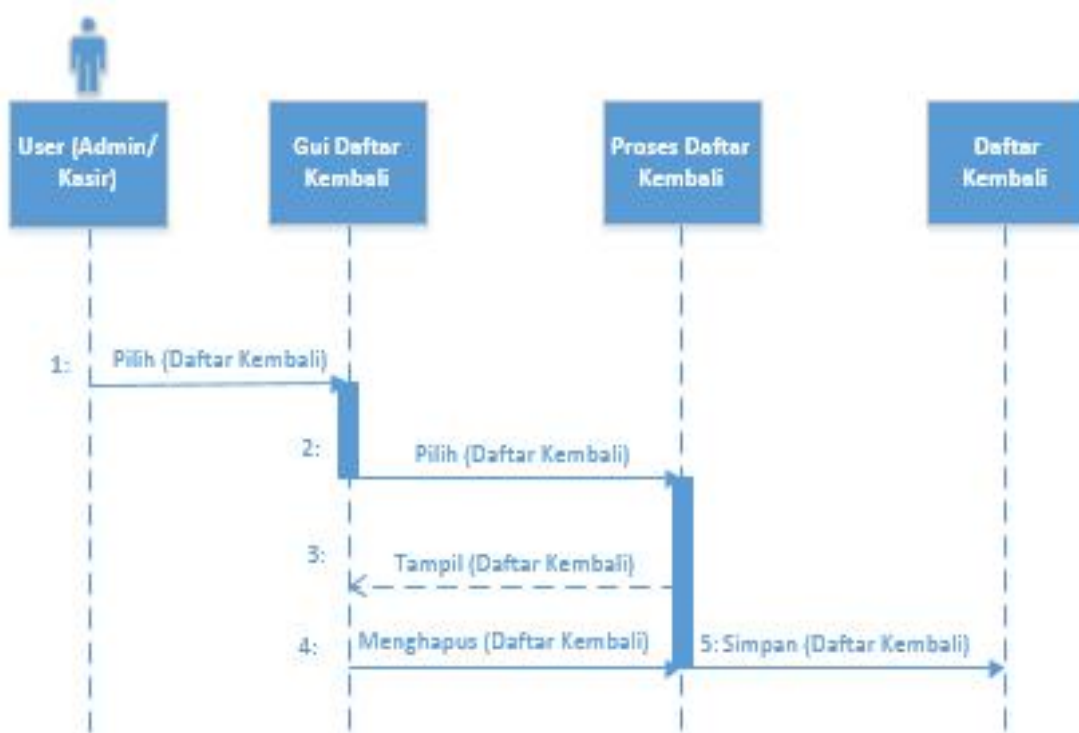 User (Admin/
Kasir)
Gui Daftar
Kembali
Proses Daftar
Kembali
Daftar
Kembali
1:
Pilih (Daftar Kembali)
2:
Pilih (Daftar Kembali)
3:
Tampil (Daftar Kembali)
4:
Menghapus (Daftar Kembali)
5: Simpan (Daftar Kembali)